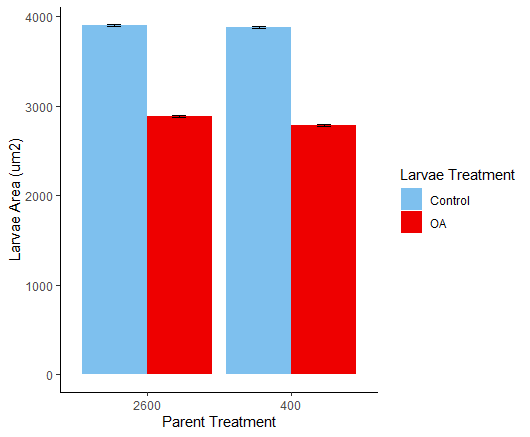 4000
3000
2000
1000
0
Larvae Area (um2)
2600
400
Parent Treatment
Larvae Treatment
Control
OA